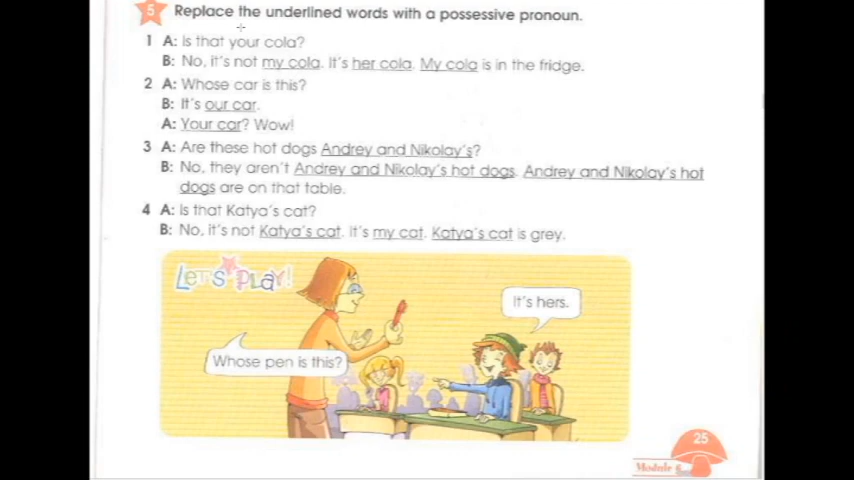 5 Replace the underlined words with a possessive pronoun.
1 A: Is that your cola?
B: No, it's not my cola. It's her cola. My cola is in the fridge.
2 A: Whose car is this?
B: It's our car.
A: Your car? Wow!
3 A: Are these hot dogs Andrey and Nikolay's?
B: No, they aren't Andrey and Nikolay's hot dogs. Andrey and Nikolay's hot
dogs are on that table.
4 A: Is that Katya's cat?
B: No, it's not Katya's cat. It's my cat. Katya's cat is grey.
LET'S PLAY!
It's hers.
Whose pen is this?
25
Module 6